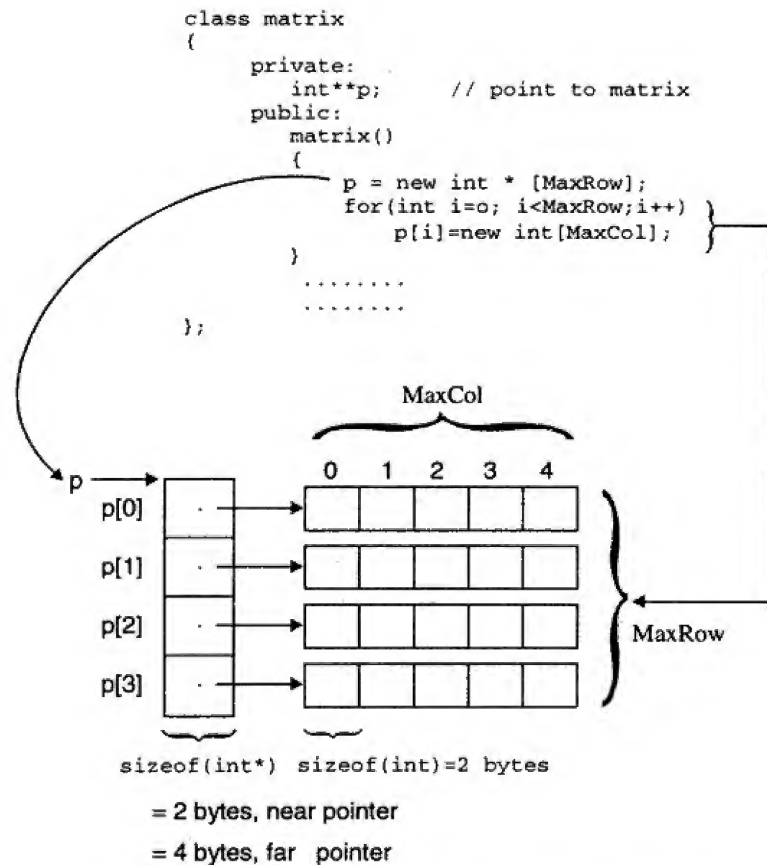 class matrix
{
private:
int**p; // point to matrix
public:
matrix()
{
p = new int * [MaxRow];
for(int i=o; i<MaxRow;i++)
p[i]=new int[MaxCol];
}
........
........
};
MaxCol
p
0 1 2 3 4
p[0]
p[1]
p[2]
p[3]
MaxRow
sizeof(int*) sizeof(int)=2 bytes
= 2 bytes, near pointer
= 4 bytes, far pointer